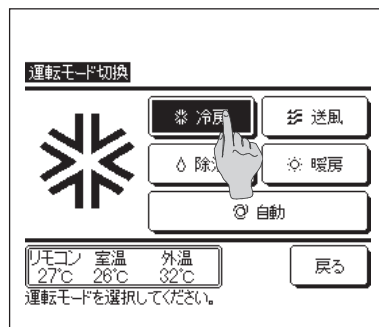 運転モード切換
冷房 送風
除 暖房
自動
リモコン 室温 外温
27℃ 26℃ 32℃
戻る
運転モードを選択してください。